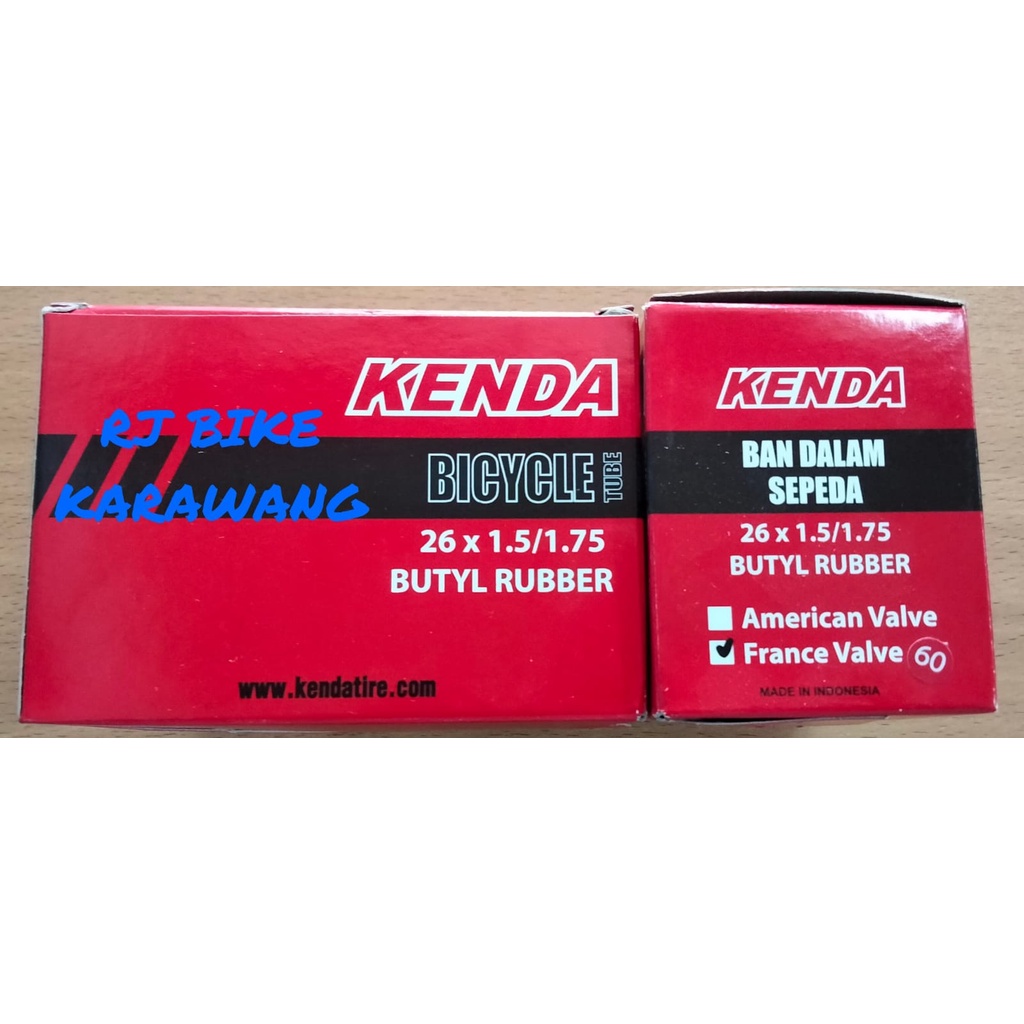 KENDA
BICYCLE TUBE
26 x 1.5/1.75
BUTYL RUBBER
www.kendatire.com
RJ BIKE
KARAWANG
KENDA
BAN DALAM
SEPEDA
26 x 1.5/1.75
BUTYL RUBBER
American Valve
France Valve 60
MADE IN INDONESIA